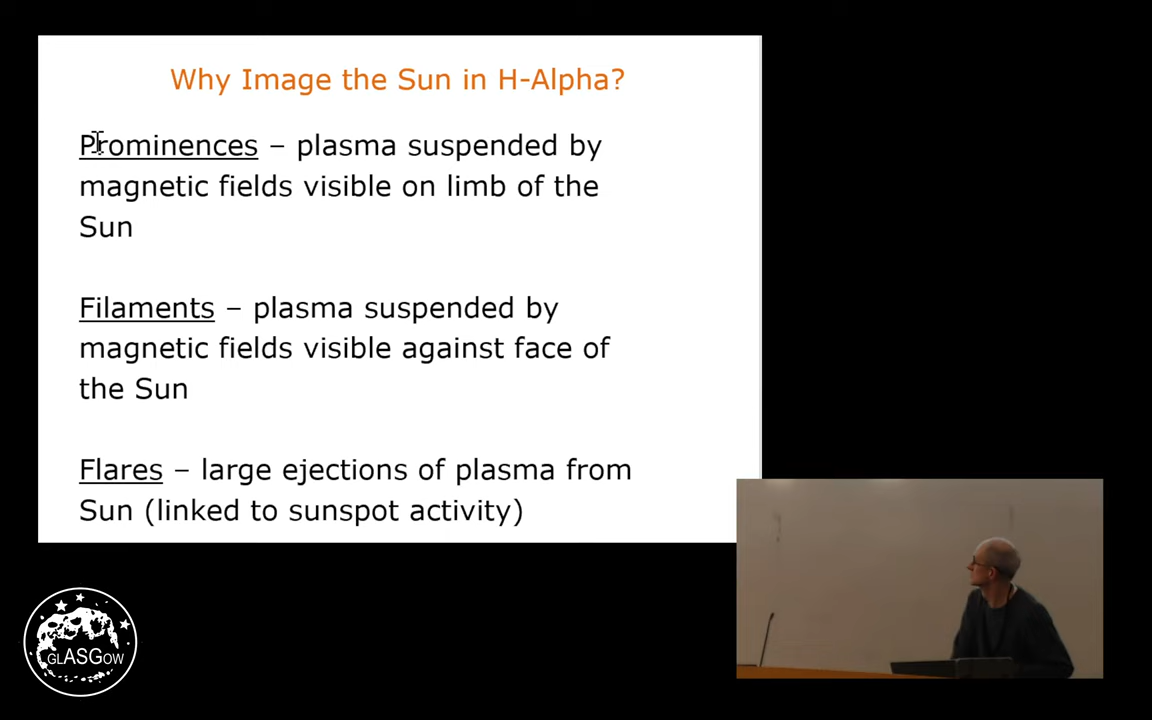 Why Image the Sun in H-Alpha?
Prominences – plasma suspended by
magnetic fields visible on limb of the
Sun
Filaments – plasma suspended by
magnetic fields visible against face of
the Sun
Flares – large ejections of plasma from
Sun (linked to sunspot activity)
GLASGOW